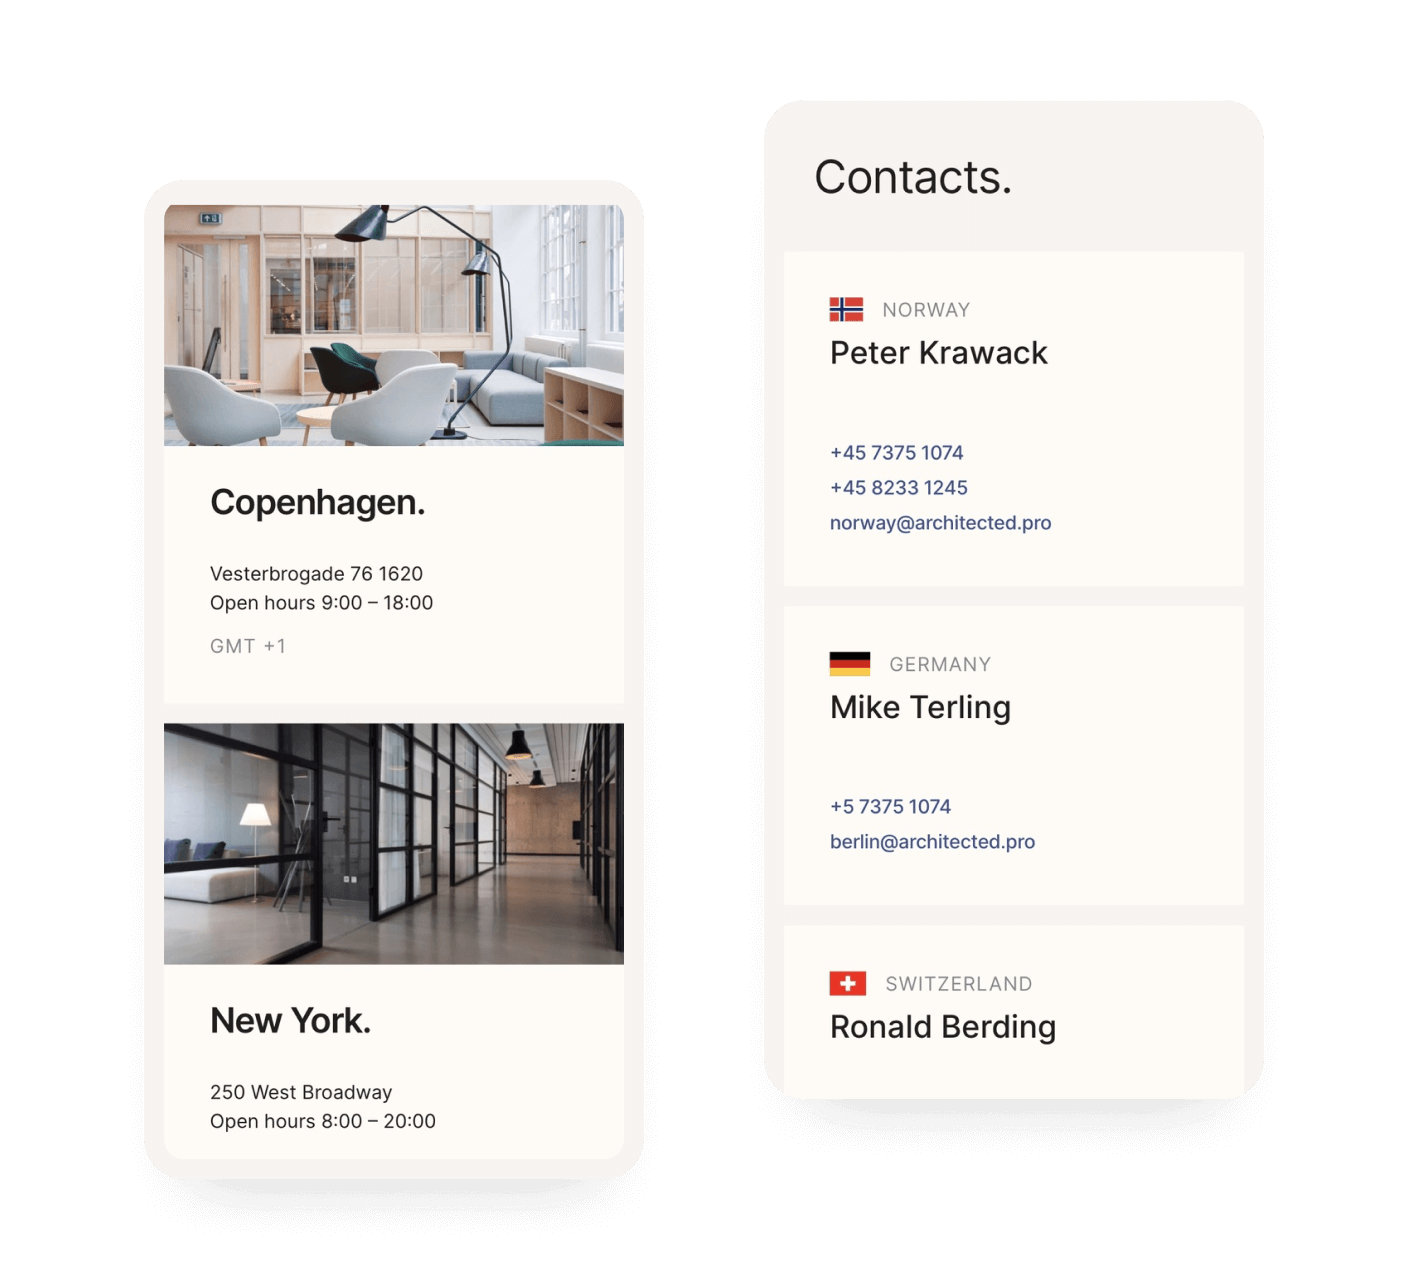 Copenhagen.
Vesterbrogade 76 1620
Open hours 9:00 – 18:00
GMT +1
New York.
250 West Broadway
Open hours 8:00 – 20:00
Contacts.
NORWAY
Peter Krawack
+45 7375 1074
+45 8233 1245
norway@architected.pro
GERMANY
Mike Terling
+5 7375 1074
berlin@architected.pro
SWITZERLAND
Ronald Berding